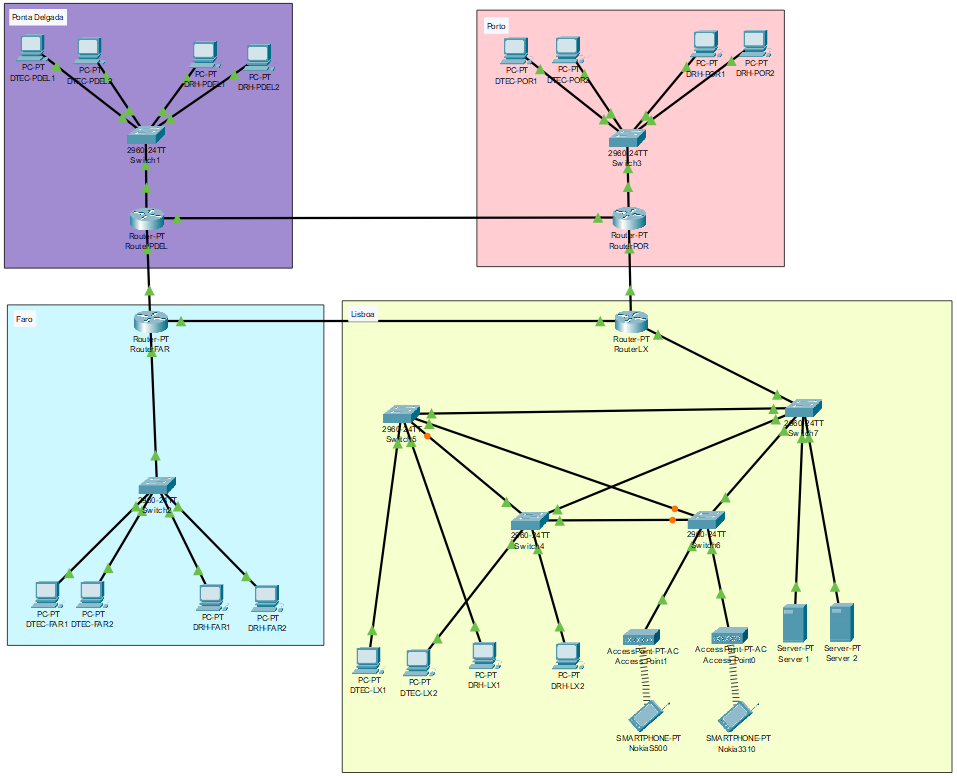 Ponta Delgada
PC-PT
DTEC-PDEL1
PC-PT
DTEC-PDEL2
PC-PT
DRH-PDEL1
PC-PT
DRH-PDEL2
2960-24TT
Switch1
Router-PT
RouterPDEL
Porto
PC-PT
DTEC-POR1
PC-PT
DTEC-POR2
PC-PT
DRH-POR1
PC-PT
DRH-POR2
2960-24TT
Switch3
Router-PT
RouterPOR
Faro
Router-PT
RouterFAR
2960-24TT
Switch2
PC-PT
DTEC-FAR1
PC-PT
DTEC-FAR2
PC-PT
DRH-FAR1
PC-PT
DRH-FAR2
Lisboa
Router-PT
RouterLX
2960-24TT
Switch5
2960-24TT
Switch7
2960-24TT
Switch4
2960-24TT
Switch6
PC-PT
DTEC-LX1
PC-PT
DTEC-LX2
PC-PT
DRH-LX1
PC-PT
DRH-LX2
AccessPoint-PT-AC
Access Point1
AccessPoint-PT-AC
Access Point0
Server-PT
Server 1
Server-PT
Server 2
SMARTPHONE-PT
NokiaS500
SMARTPHONE-PT
Nokia3310